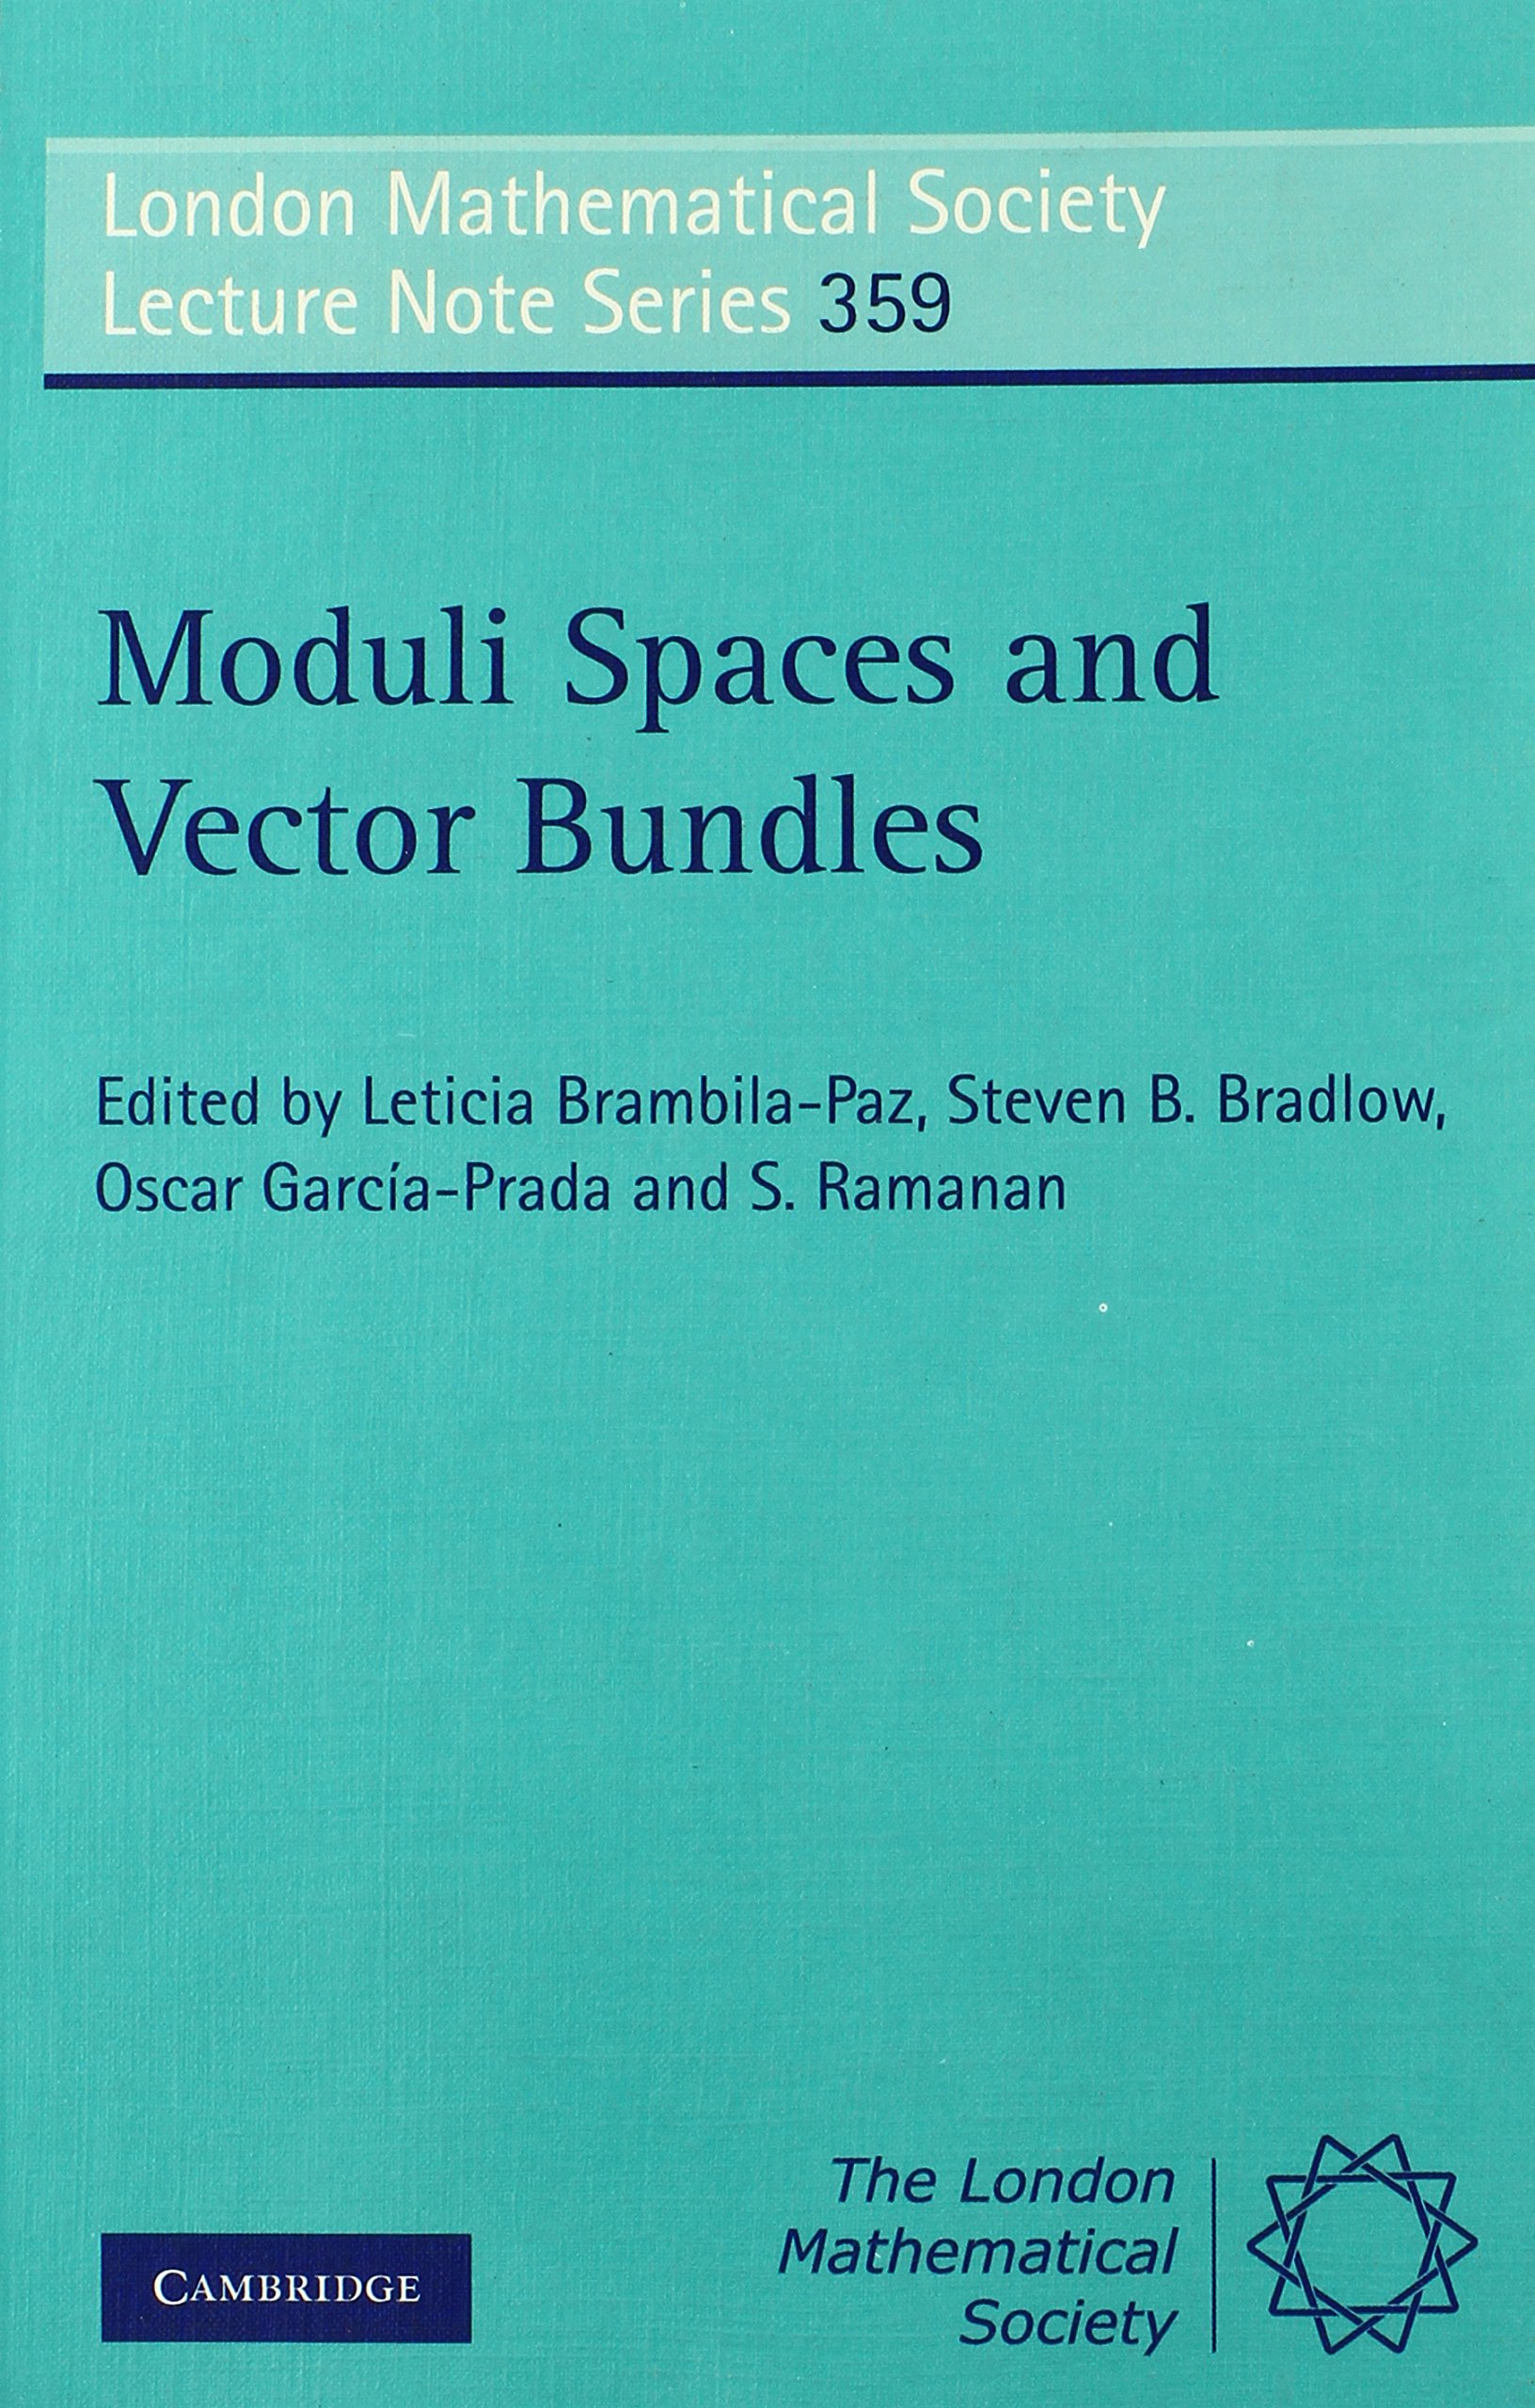 London Mathematical Society
Lecture Note Series 359
Moduli Spaces and
Vector Bundles
Edited by Leticia Brambila-Paz, Steven B. Bradlow,
Oscar García-Prada and S. Ramanan
CAMBRIDGE
The London
Mathematical
Society